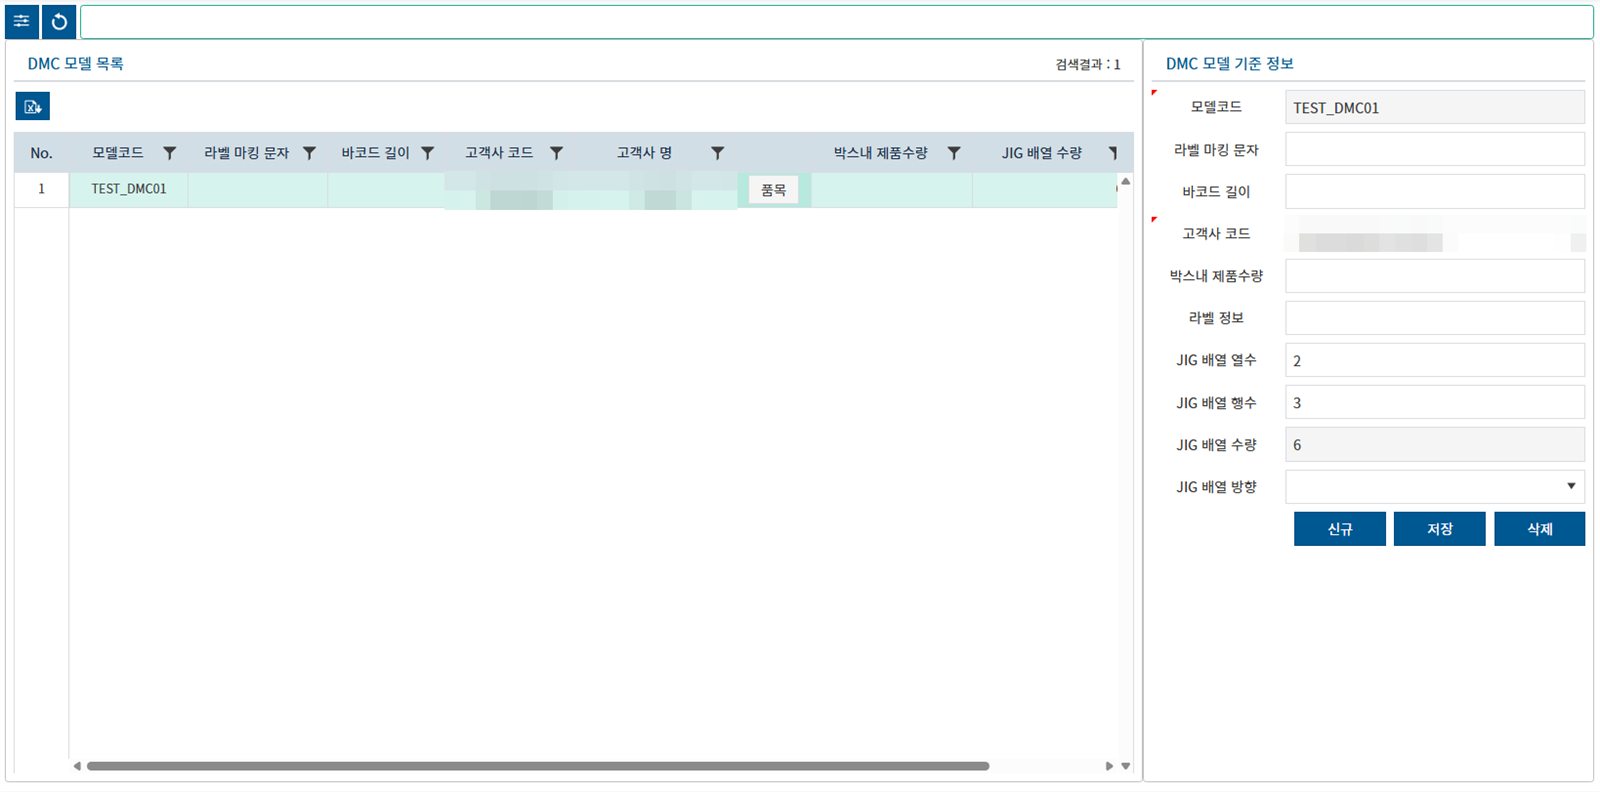 DMC 모델 목록
검색결과 : 1
No. 모델코드 라벨 마킹 문자 바코드 길이 고객사 코드 고객사 명 박스내 제품수량 JIG 배열 수량
1 TEST_DMC01 품목
DMC 모델 기준 정보
모델코드 TEST_DMC01
라벨 마킹 문자
바코드 길이
고객사 코드
박스내 제품수량
라벨 정보
JIG 배열 열수 2
JIG 배열 행수 3
JIG 배열 수량 6
JIG 배열 방향
신규 저장 삭제